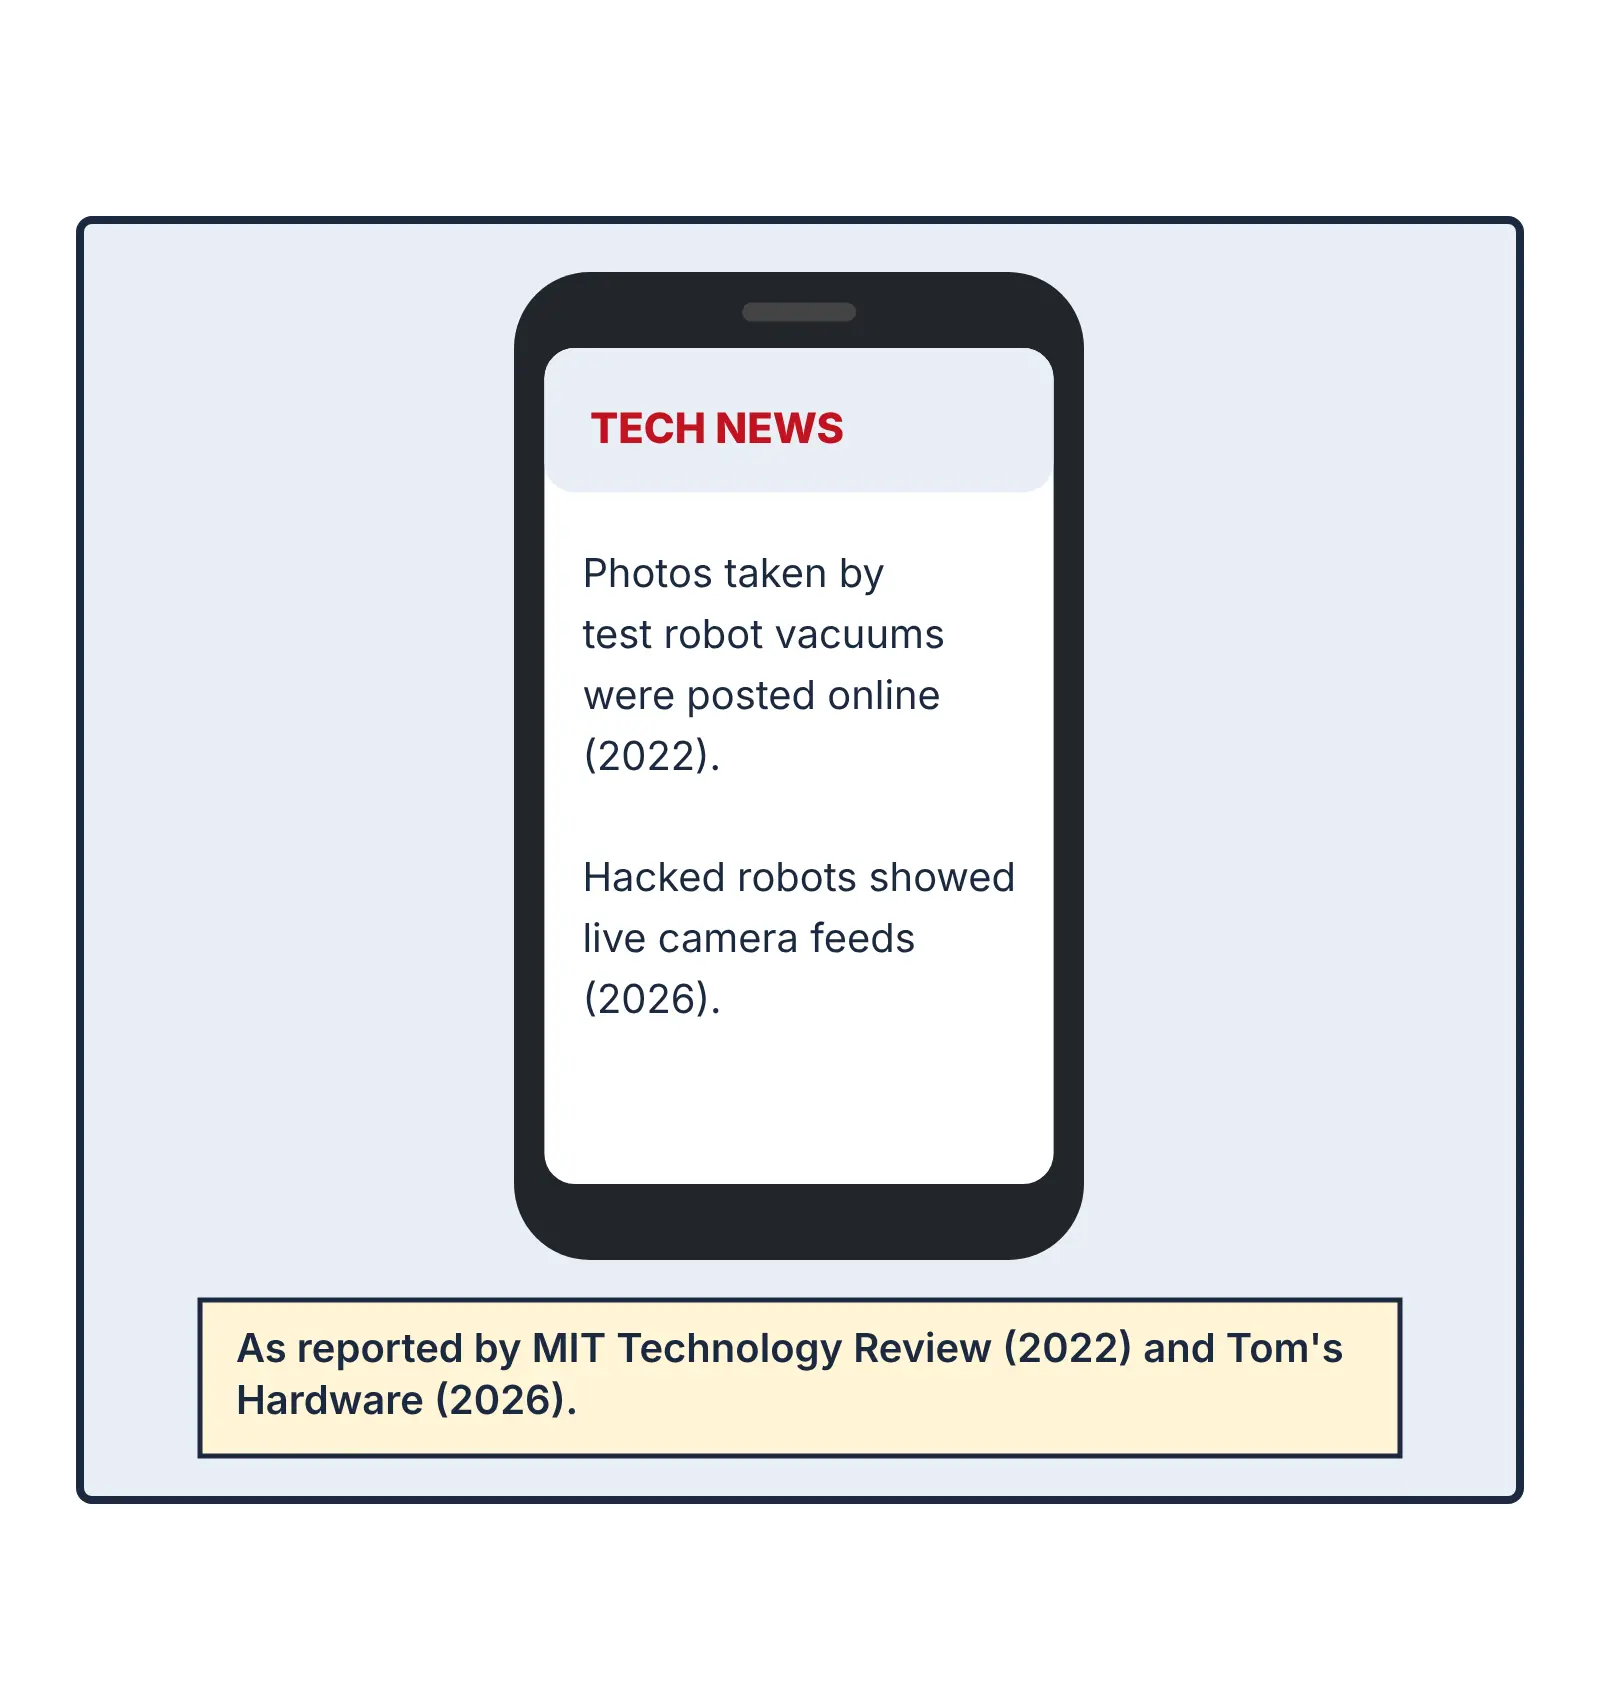 TECH NEWS
Photos taken by
test robot vacuums
were posted online
(2022).
Hacked robots showed
live camera feeds
(2026).
As reported by MIT Technology Review (2022) and Tom's
Hardware (2026).